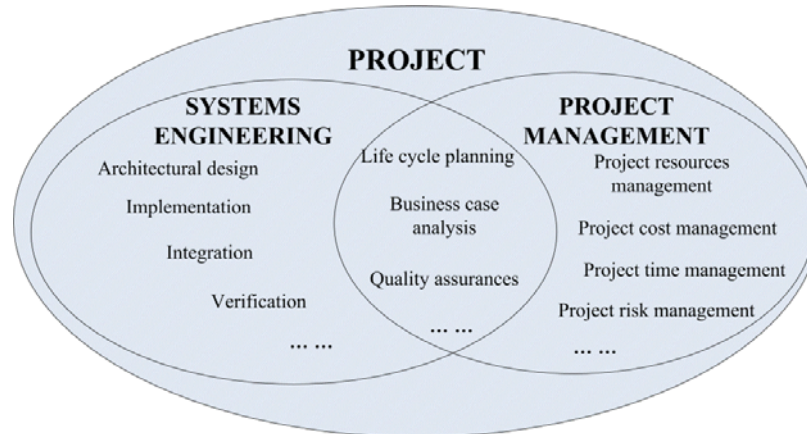 PROJECT
SYSTEMS
ENGINEERING
Architectural design
Implementation
Integration
Verification
... ...
Life cycle planning
Business case
analysis
Quality assurances
... ...
PROJECT
MANAGEMENT
Project resources
management
Project cost management
Project time management
Project risk management
... ...